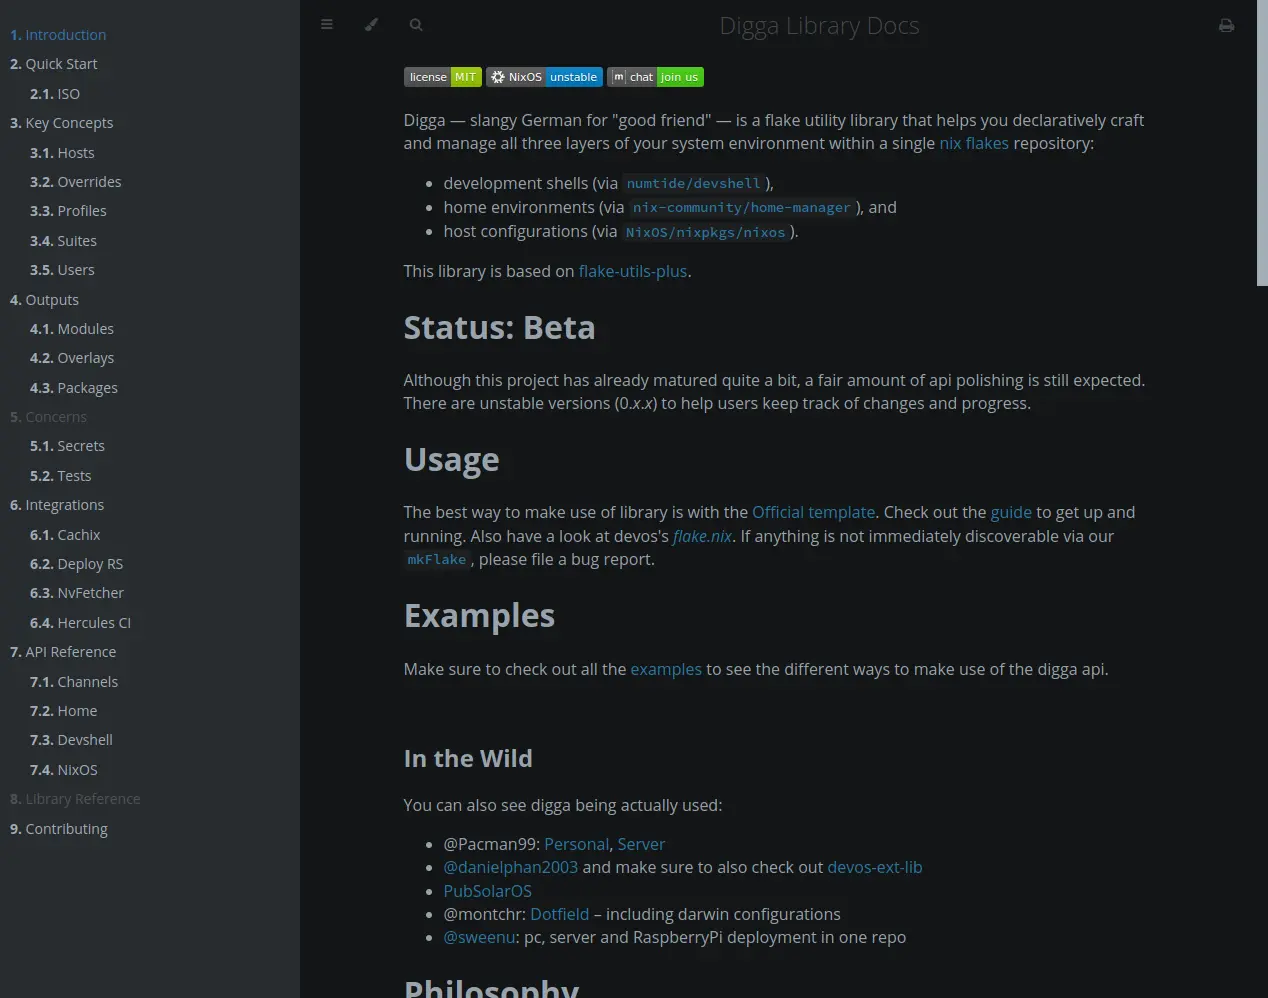 1. Introduction
2. Quick Start
2.1. ISO
3. Key Concepts
3.1. Hosts
3.2. Overrides
3.3. Profiles
3.4. Suites
3.5. Users
4. Outputs
4.1. Modules
4.2. Overlays
4.3. Packages
5. Concerns
5.1. Secrets
5.2. Tests
6. Integrations
6.1. Cachix
6.2. Deploy RS
6.3. NvFetcher
6.4. Hercules CI
7. API Reference
7.1. Channels
7.2. Home
7.3. Devshell
7.4. NixOS
8. Library Reference
9. Contributing
Digga Library Docs
license MIT NixOS unstable m chat join us
Digga — slangy German for "good friend" — is a flake utility library that helps you declaratively craft
and manage all three layers of your system environment within a single nix flakes repository:
• development shells (via numtide/devshell ),
• home environments (via nix-community/home-manager ), and
• host configurations (via NixOS/nixpkgs/nixos ).
This library is based on flake-utils-plus.
Status: Beta
Although this project has already matured quite a bit, a fair amount of api polishing is still expected.
There are unstable versions (0.x.x) to help users keep track of changes and progress.
Usage
The best way to make use of library is with the Official template. Check out the guide to get up and
running. Also have a look at devos's flake.nix. If anything is not immediately discoverable via our
mkFlake , please file a bug report.
Examples
Make sure to check out all the examples to see the different ways to make use of the digga api.
In the Wild
You can also see digga being actually used:
• @Pacman99: Personal, Server
• @danielphan2003 and make sure to also check out devos-ext-lib
• PubSolarOS
• @montchr: Dotfield – including darwin configurations
• @sweenu: pc, server and RaspberryPi deployment in one repo
Philosophy